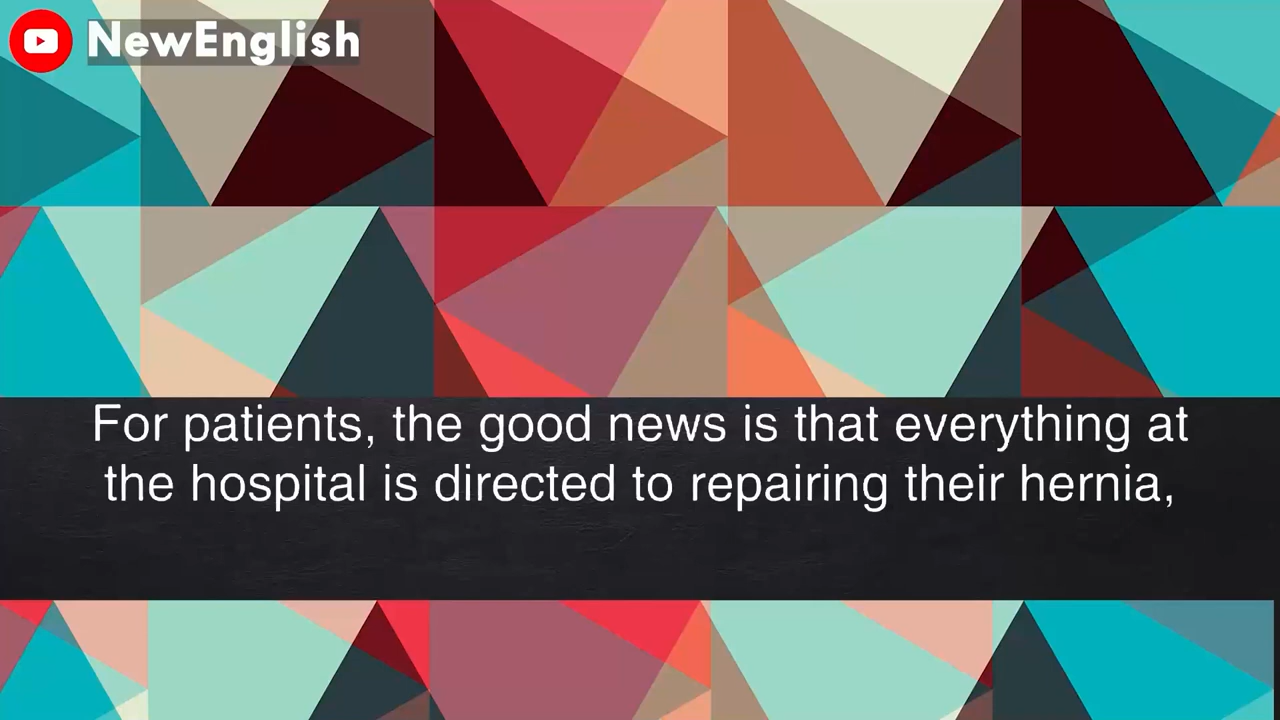 NewEnglish
For patients, the good news is that everything at
the hospital is directed to repairing their hernia,